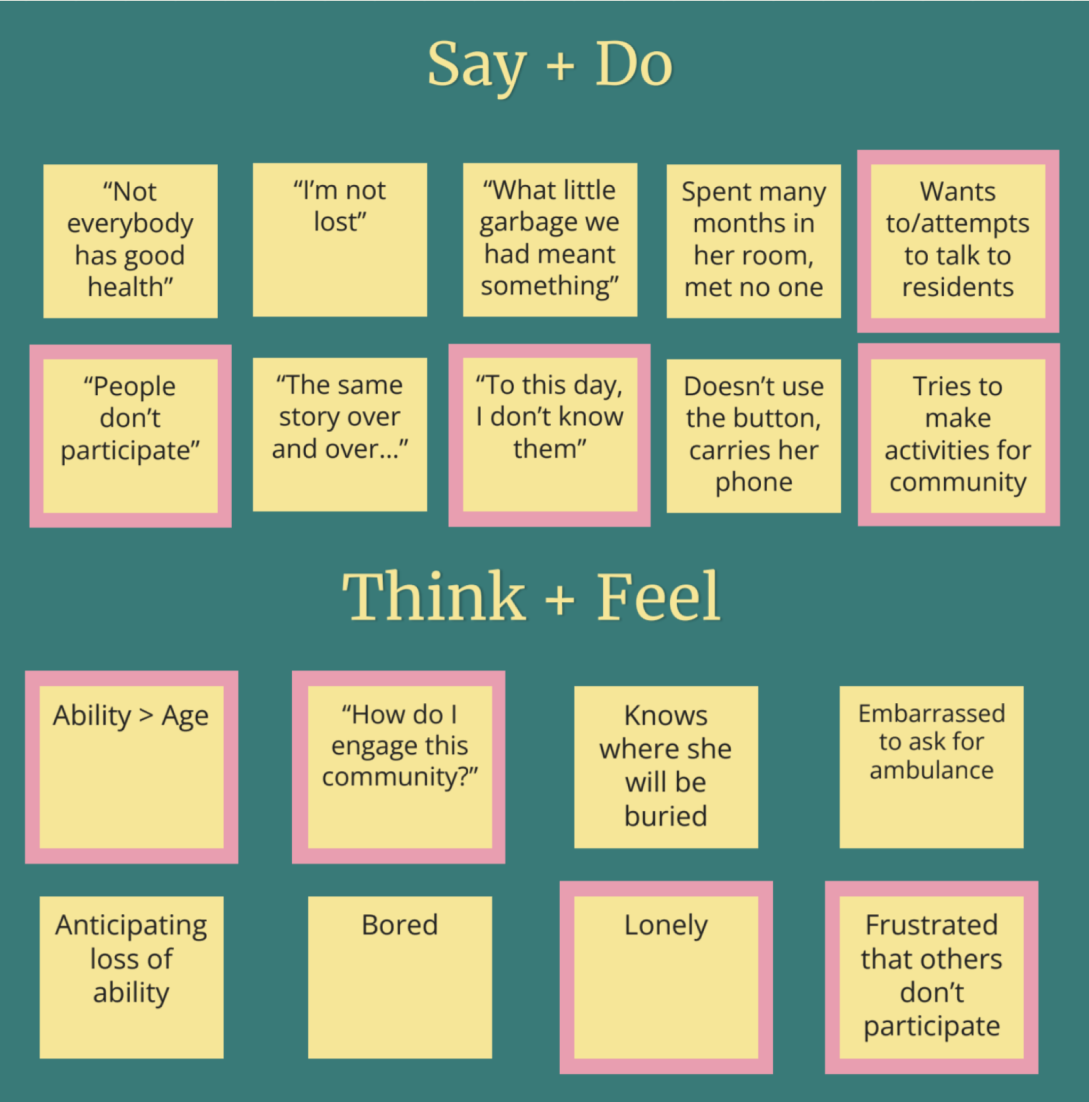 Say + Do
“Not
everybody
has good
health”
“I’m not
lost”
“What little
garbage we
had meant
something”
Spent many
months in
her room,
met no one
Wants
to/attempts
to talk to
residents
“People
don’t
participate”
“The same
story over
and over...”
“To this day,
I don’t know
them”
Doesn’t use
the button,
carries her
phone
Tries to
make
activities for
community
Think + Feel
Ability > Age
“How do I
engage this
community?”
Knows
where she
will be
buried
Embarrassed
to ask for
ambulance
Anticipating
loss of
ability
Bored
Lonely
Frustrated
that others
don’t
participate